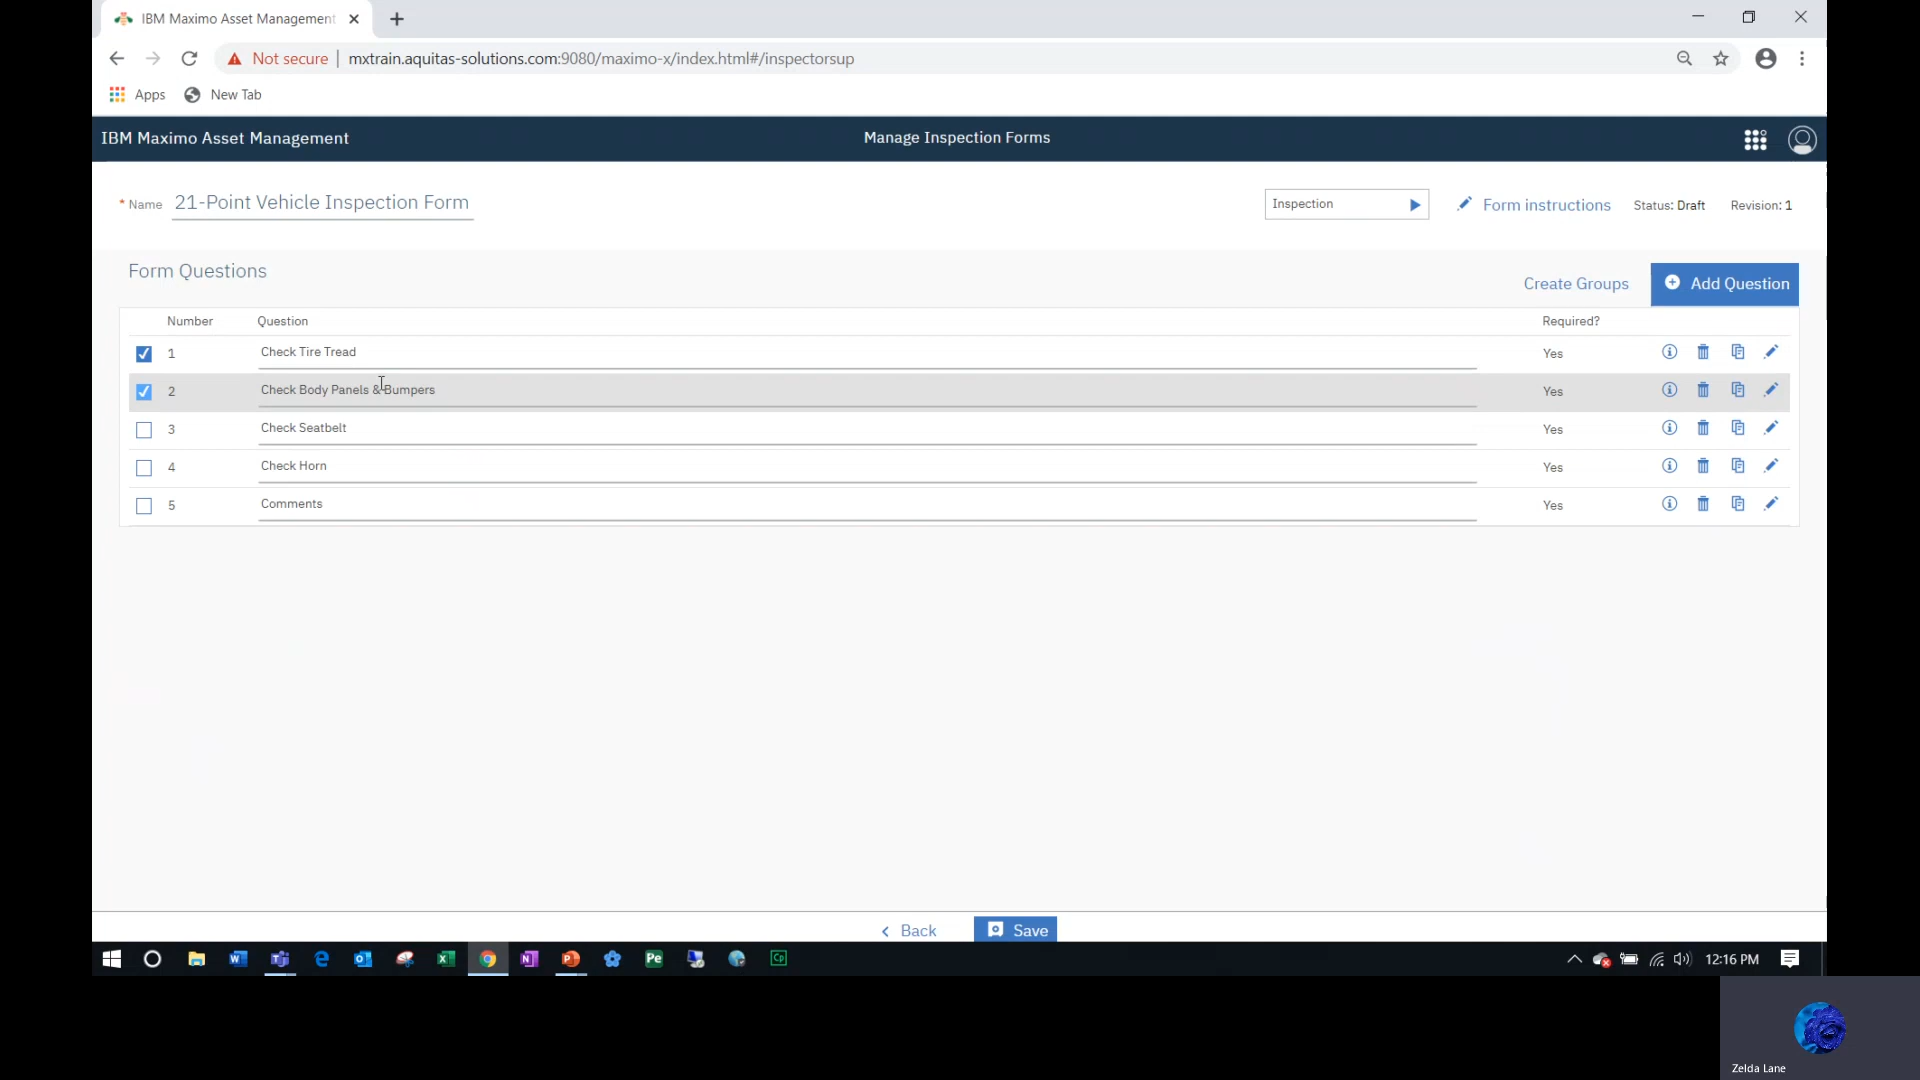 IBM Maximo Asset Management
Not secure | mxtrain.aquitas-solutions.com:9080/maximo-x/index.html#/inspectorsup
Apps New Tab
IBM Maximo Asset Management Manage Inspection Forms
* Name 21-Point Vehicle Inspection Form Inspection Form instructions Status: Draft Revision: 1
Form Questions
Create Groups Add Question
Number Question Required?
1 Check Tire Tread Yes
2 Check Body Panels & Bumpers Yes
3 Check Seatbelt Yes
4 Check Horn Yes
5 Comments Yes
Back Save
12:16 PM
Zelda Lane